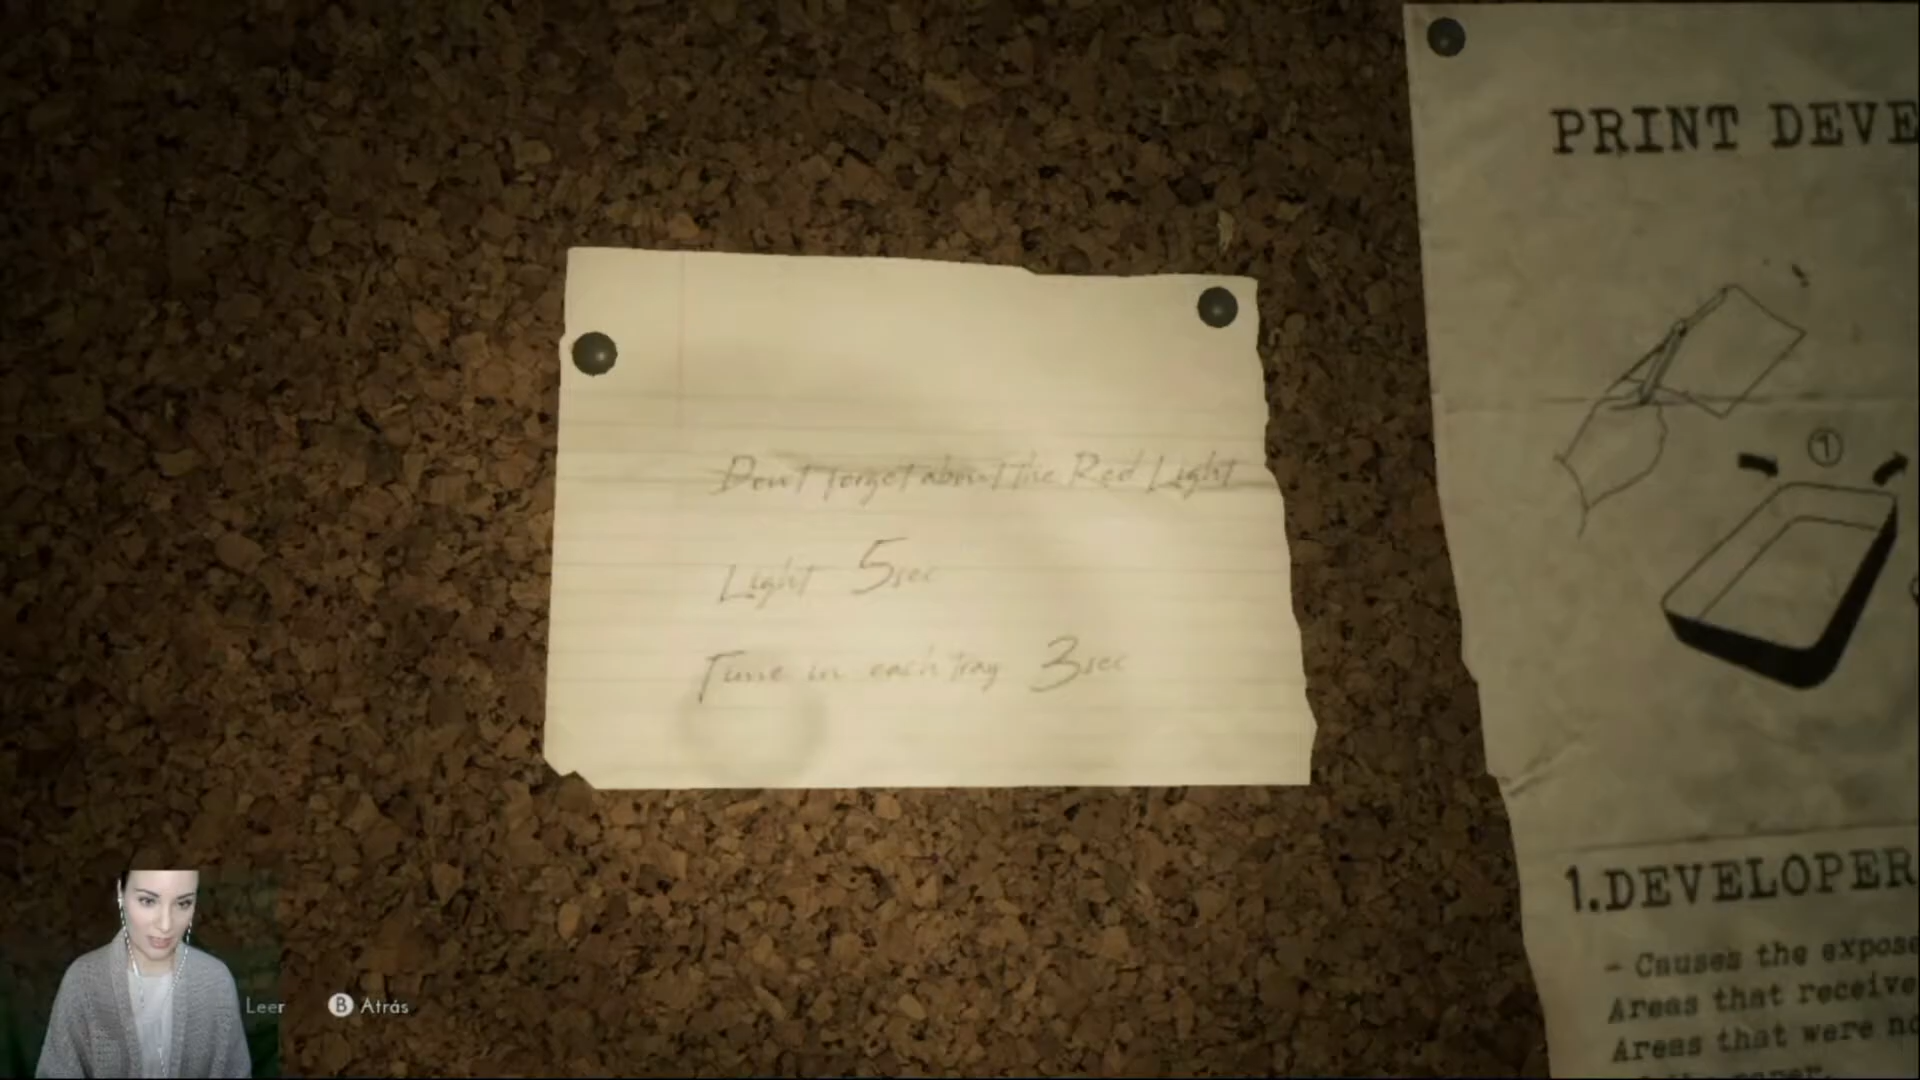 Don't forget about the Red Light
Light 5sec
Time in each tray 3sec
PRINT DEVE
1
1.DEVELOPER
- Causes the expose
Areas that receive
Areas that were no
Leer
B Atrás